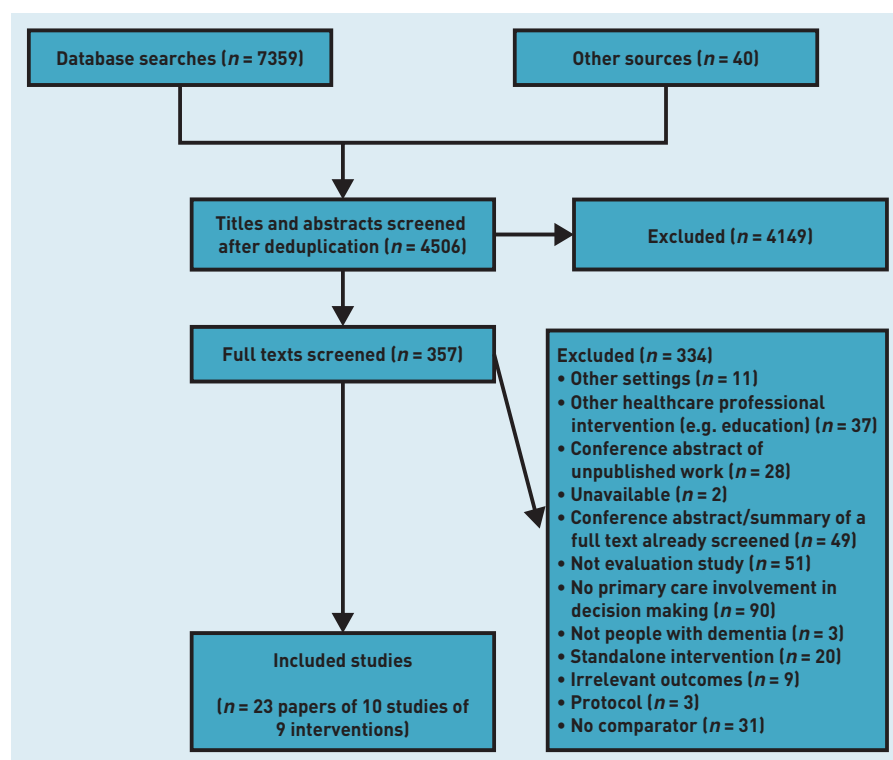 Database searches (n = 7359)
Other sources (n = 40)
Titles and abstracts screened
after deduplication (n = 4506)
Excluded (n = 4149)
Full texts screened (n = 357)
Excluded (n = 334)
• Other settings (n = 11)
• Other healthcare professional
intervention (e.g. education) (n = 37)
• Conference abstract of
unpublished work (n = 28)
• Unavailable (n = 2)
• Conference abstract/summary of a
full text already screened (n = 49)
• Not evaluation study (n = 51)
• No primary care involvement in
decision making (n = 90)
• Not people with dementia (n = 3)
• Standalone intervention (n = 20)
• Irrelevant outcomes (n = 9)
• Protocol (n = 3)
• No comparator (n = 31)
Included studies
(n = 23 papers of 10 studies of
9 interventions)